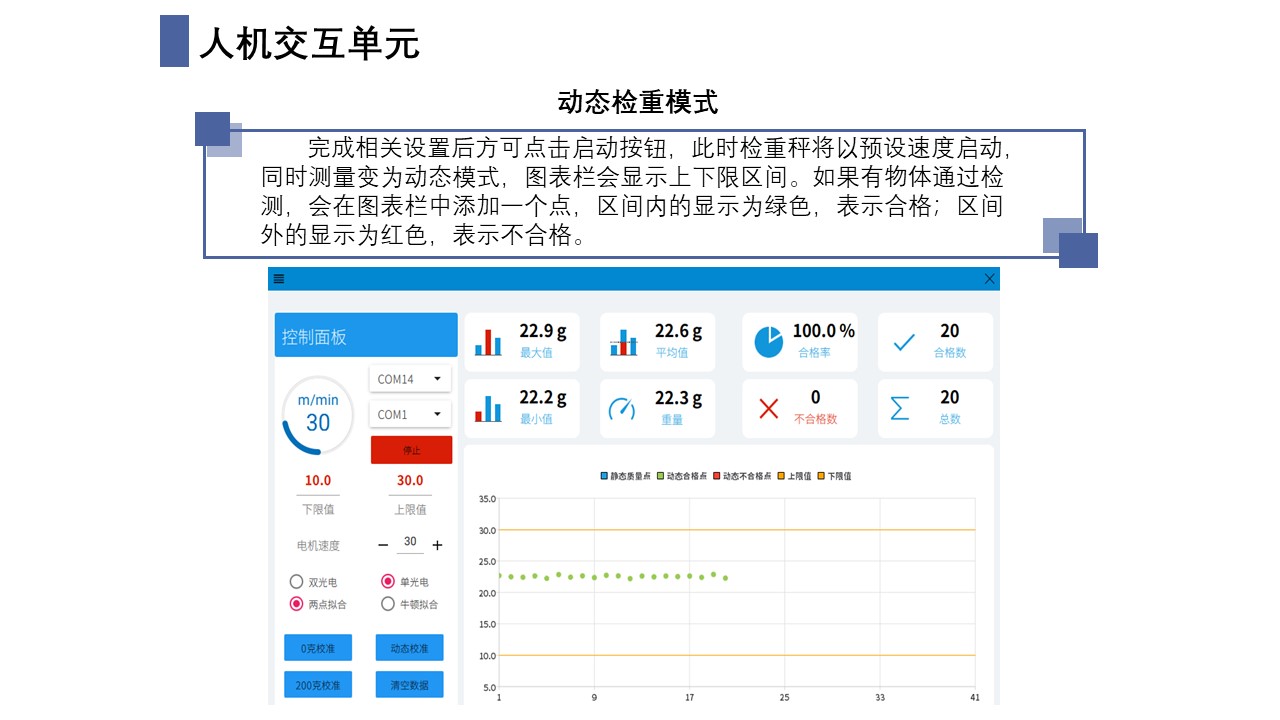 人机交互单元
动态检重模式
完成相关设置后方可点击启动按钮，此时检重秤将以预设速度启动，
同时测量变为动态模式，图表栏会显示上下限区间。如果有物体通过检
测，会在图表栏中添加一个点，区间内的显示为绿色，表示合格；区间
外的显示为红色，表示不合格。
控制面板
m/min
30
COM14
COM1
停止
10.0
下限值
30.0
上限值
电机速度
− 30 +
双光电
单光电
两点拟合
牛顿拟合
0克校准
动态校准
200克校准
清空数据
22.9 g
最大值
22.6 g
平均值
100.0 %
合格率
20
合格数
22.2 g
最小值
22.3 g
重量
0
不合格数
20
总数
静态质量点 动态合格点 动态不合格点 上限值 下限值
35.0
30.0
25.0
20.0
15.0
10.0
5.0
1 9 17 25 33 41